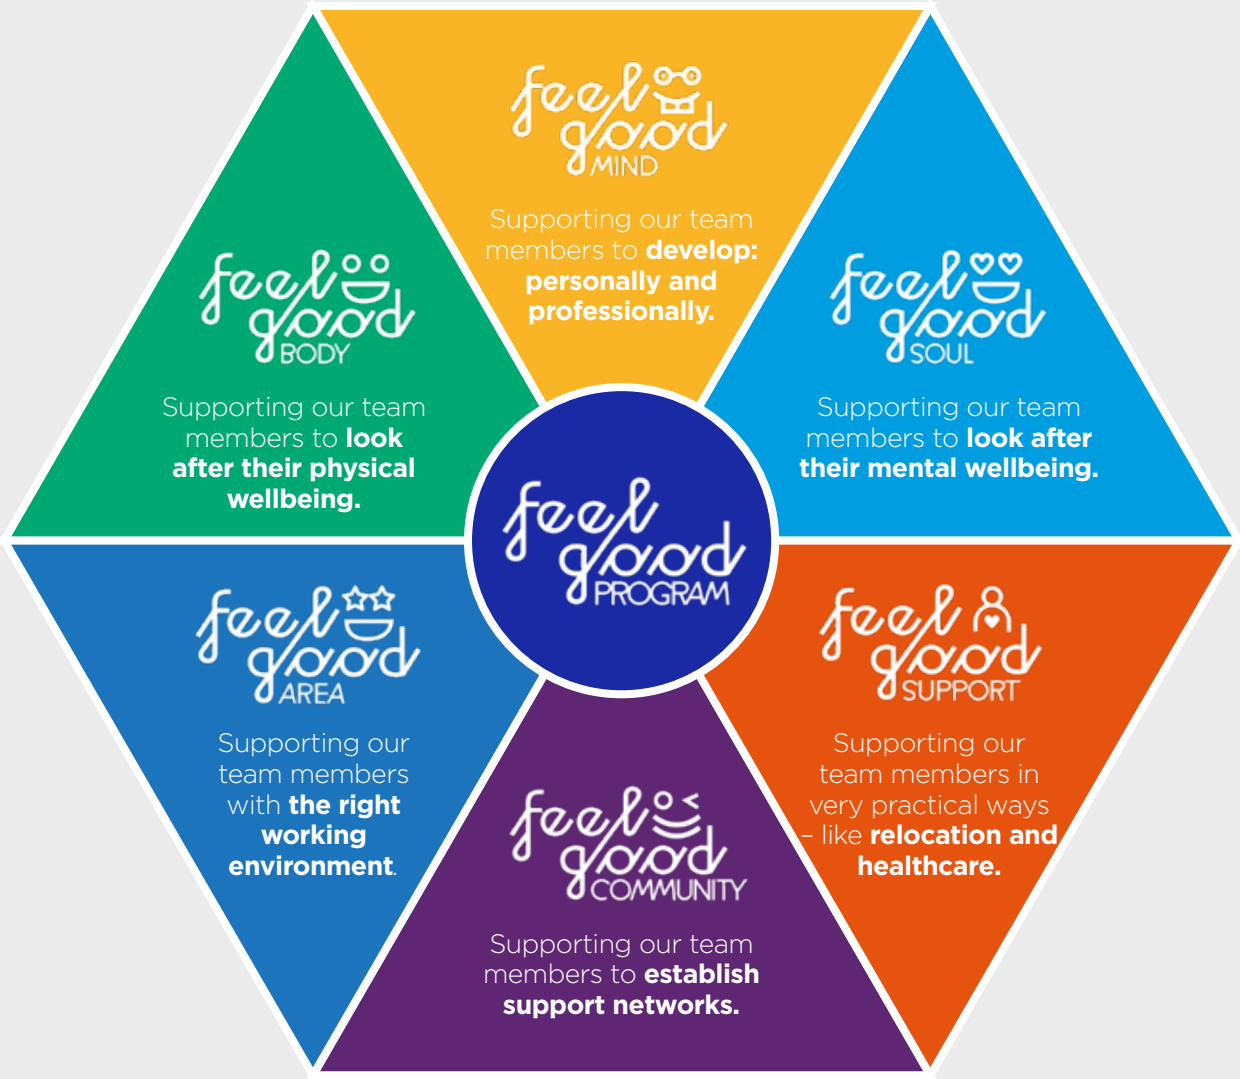 feel
good
MIND
Supporting our team
members to develop:
personally and
professionally.
feel
good
BODY
Supporting our team
members to look
after their physical
wellbeing.
feel
good
SOUL
Supporting our team
members to look after
their mental wellbeing.
feel
good
PROGRAM
feel
good
AREA
Supporting our
team members
with the right
working
environment.
feel
good
SUPPORT
Supporting our
team members in
very practical ways
– like relocation and
healthcare.
feel
good
COMMUNITY
Supporting our team
members to establish
support networks.